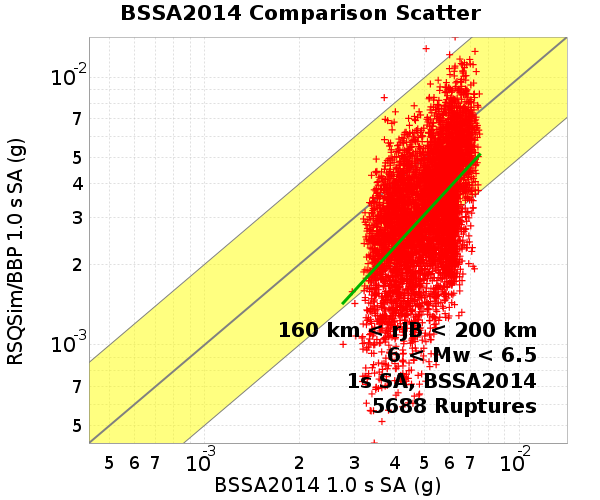 BSSA2014 Comparison Scatter
RSQSim/BBP 1.0 s SA (g)
10-2
7
5
4
3
2
10-3
7
5
160 km < rJB < 200 km
6 < Mw < 6.5
1s SA, BSSA2014
5688 Ruptures
5 6 7 10-3 2 3 4 5 6 7 10-2
BSSA2014 1.0 s SA (g)